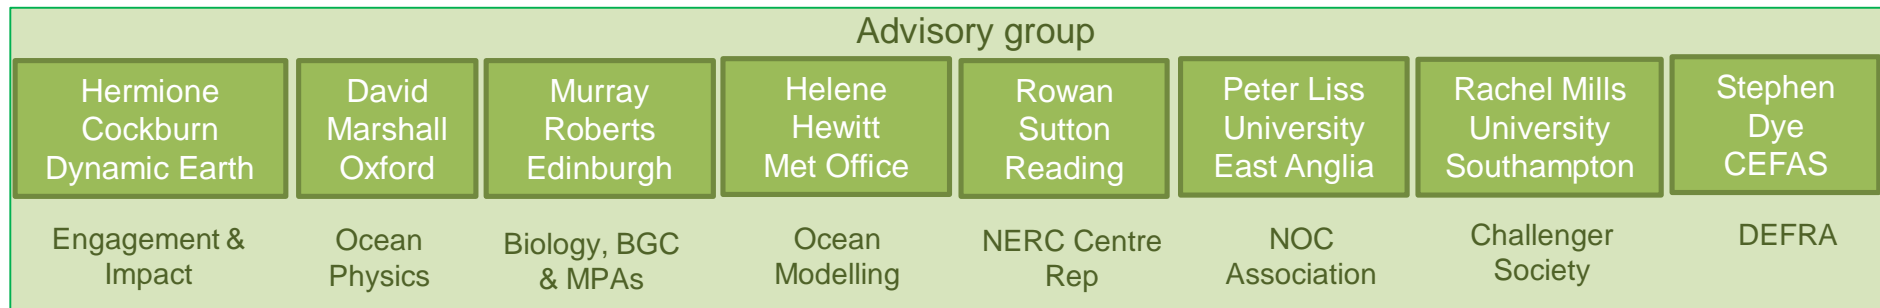 Advisory group
Hermione
Cockburn
Dynamic Earth
David
Marshall
Oxford
Murray
Roberts
Edinburgh
Helene
Hewitt
Met Office
Rowan
Sutton
Reading
Peter Liss
University
East Anglia
Rachel Mills
University
Southampton
Stephen
Dye
CEFAS
Engagement &
Impact
Ocean
Physics
Biology, BGC
& MPAs
Ocean
Modelling
NERC Centre
Rep
NOC
Association
Challenger
Society
DEFRA